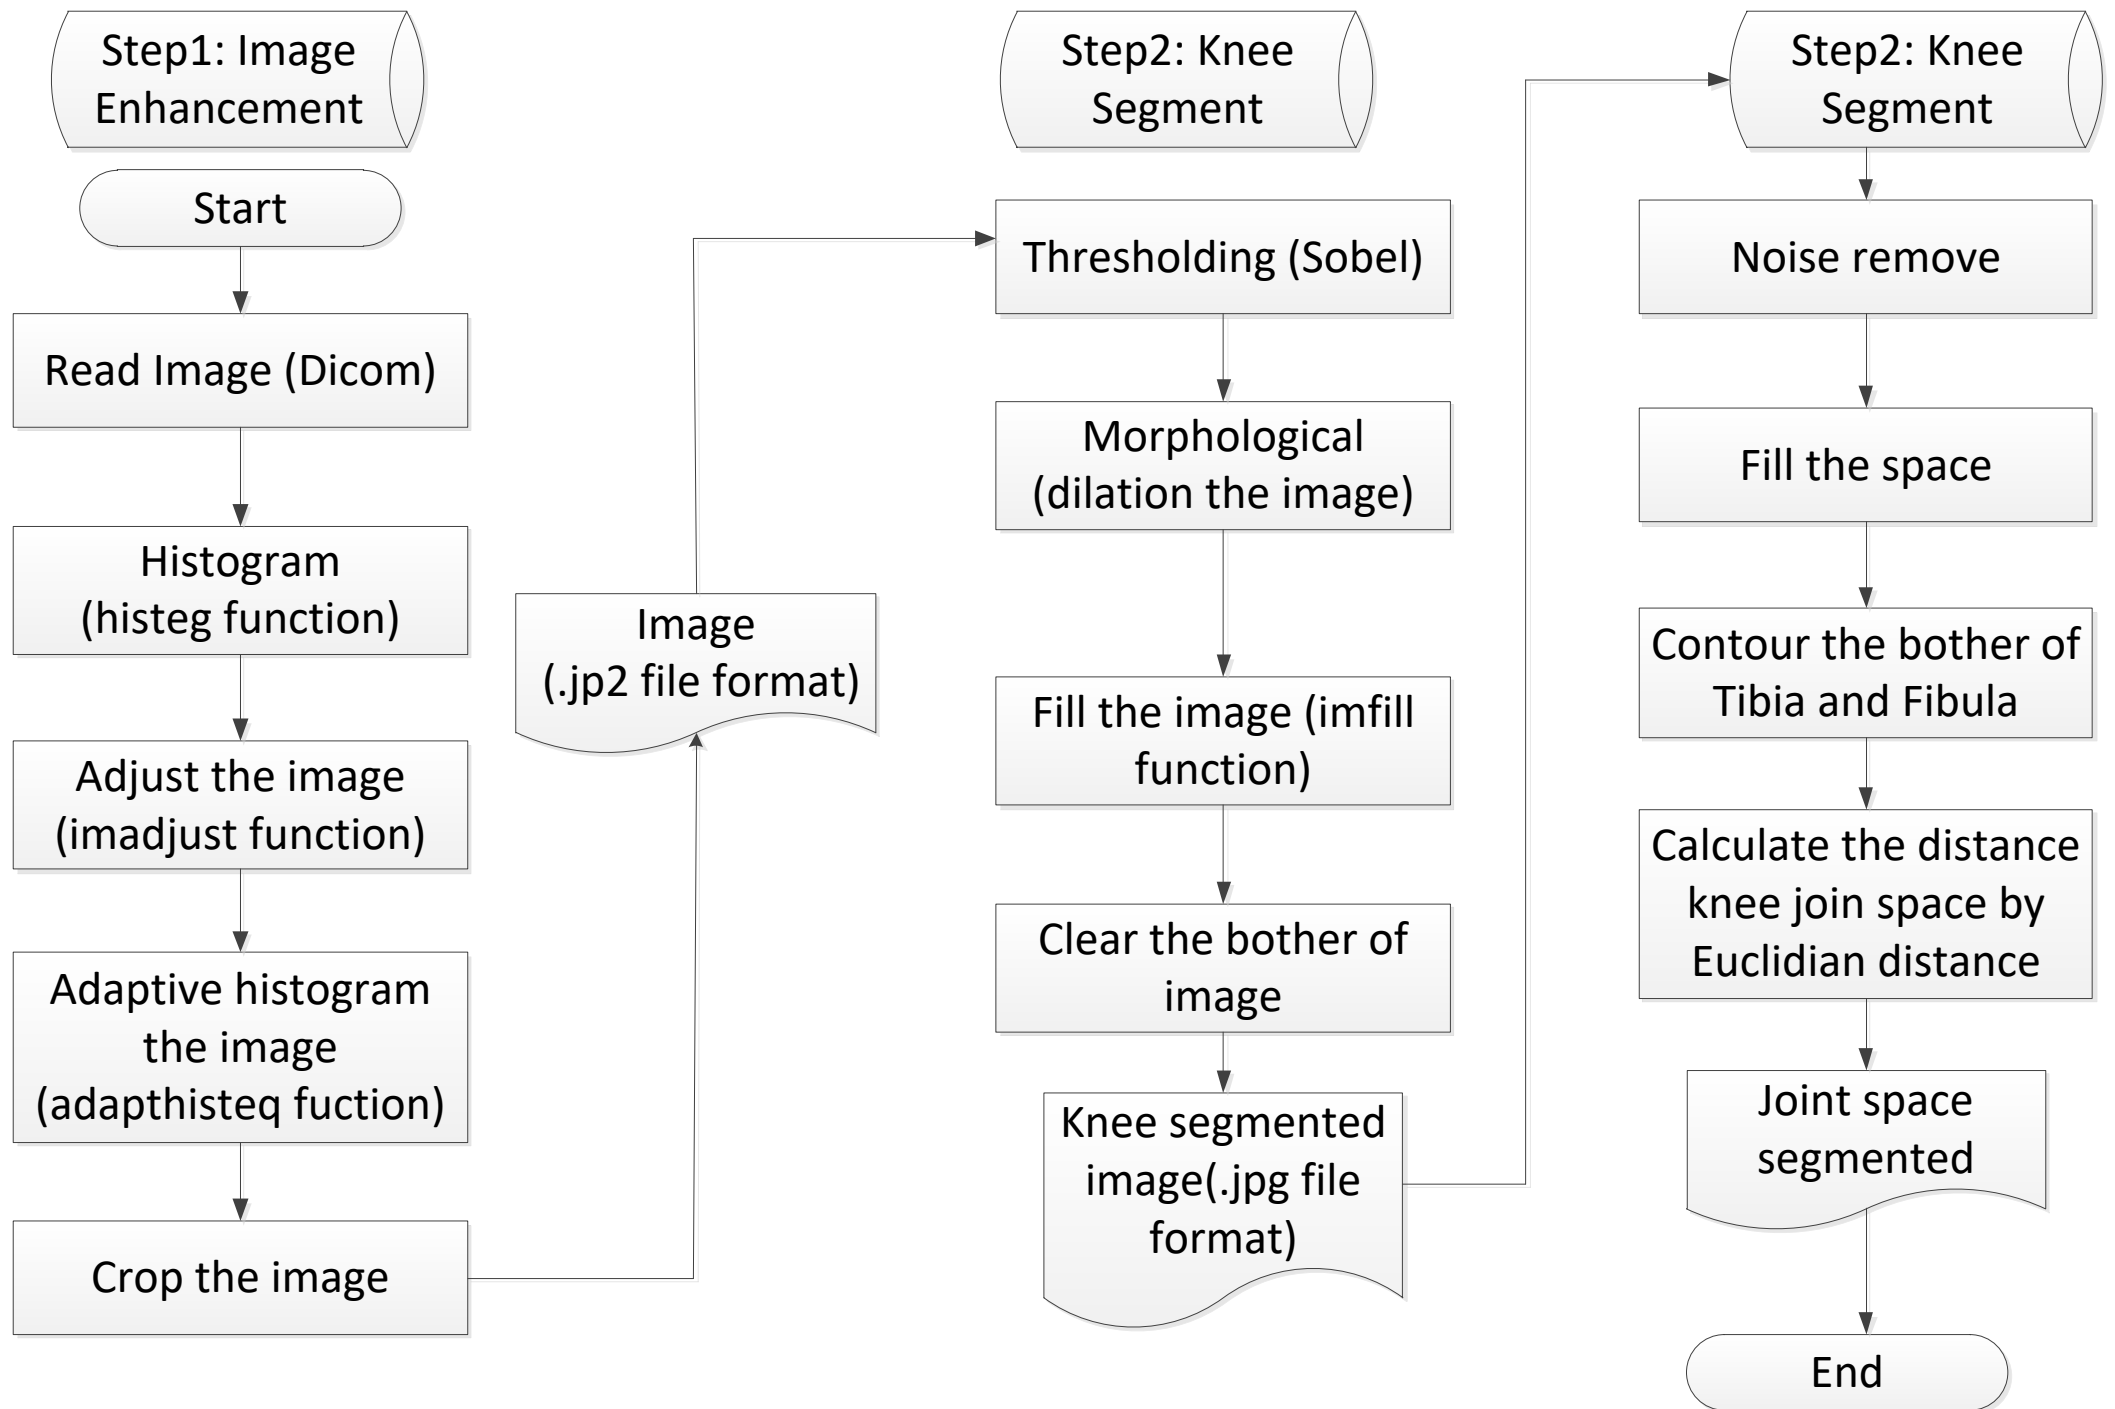 Step1: Image
Enhancement
Start
Read Image (Dicom)
Histogram
(histeg function)
Adjust the image
(imadjust function)
Adaptive histogram
the image
(adapthisteq fuction)
Crop the image
Image
(.jp2 file format)
Step2: Knee
Segment
Thresholding (Sobel)
Morphological
(dilation the image)
Fill the image (imfill
function)
Clear the bother of
image
Knee segmented
image(.jpg file
format)
Step2: Knee
Segment
Noise remove
Fill the space
Contour the bother of
Tibia and Fibula
Calculate the distance
knee join space by
Euclidian distance
Joint space
segmented
End